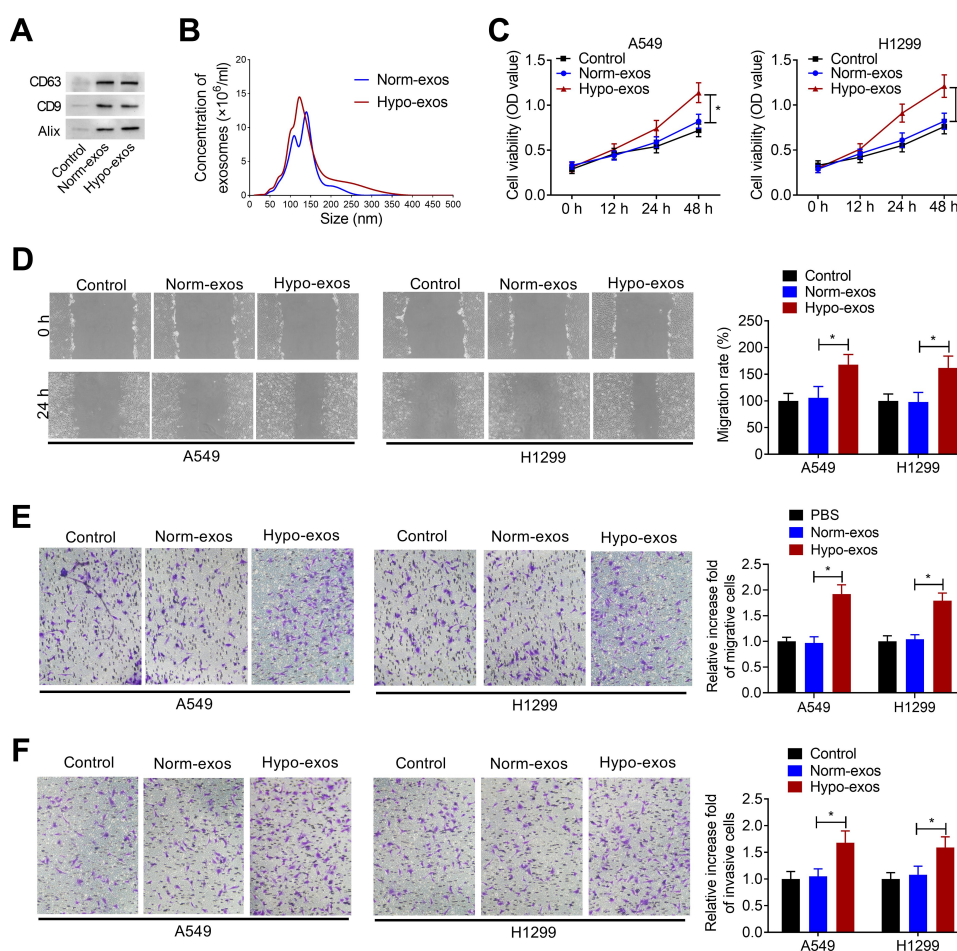 A
CD63
CD9
Alix
Control
Norm-exos
Hypo-exos
B
Concentration of
exosomes (×10⁶/ml)
20
15
10
5
0
0 50 100 150 200 250 300 350 400 450 500
Size (nm)
Norm-exos
Hypo-exos
C
A549
Control
Norm-exos
Hypo-exos
Cell viability (OD value)
1.5
1.0
0.5
0.0
0 h 12 h 24 h 48 h
*
H1299
Control
Norm-exos
Hypo-exos
Cell viability (OD value)
1.5
1.0
0.5
0.0
0 h 12 h 24 h 48 h
D
Control Norm-exos Hypo-exos
Control Norm-exos Hypo-exos
0 h
24 h
A549
H1299
Control
Norm-exos
Hypo-exos
Migration rate (%)
250
200
150
100
50
0
* *
A549 H1299
E
Control Norm-exos Hypo-exos
Control Norm-exos Hypo-exos
A549
H1299
PBS
Norm-exos
Hypo-exos
Relative increase fold
of migrative cells
2.5
2.0
1.5
1.0
0.5
0.0
* *
A549 H1299
F
Control Norm-exos Hypo-exos
Control Norm-exos Hypo-exos
A549
H1299
Control
Norm-exos
Hypo-exos
Relative increase fold
of invasive cells
2.0
1.5
1.0
0.5
0.0
* *
A549 H1299